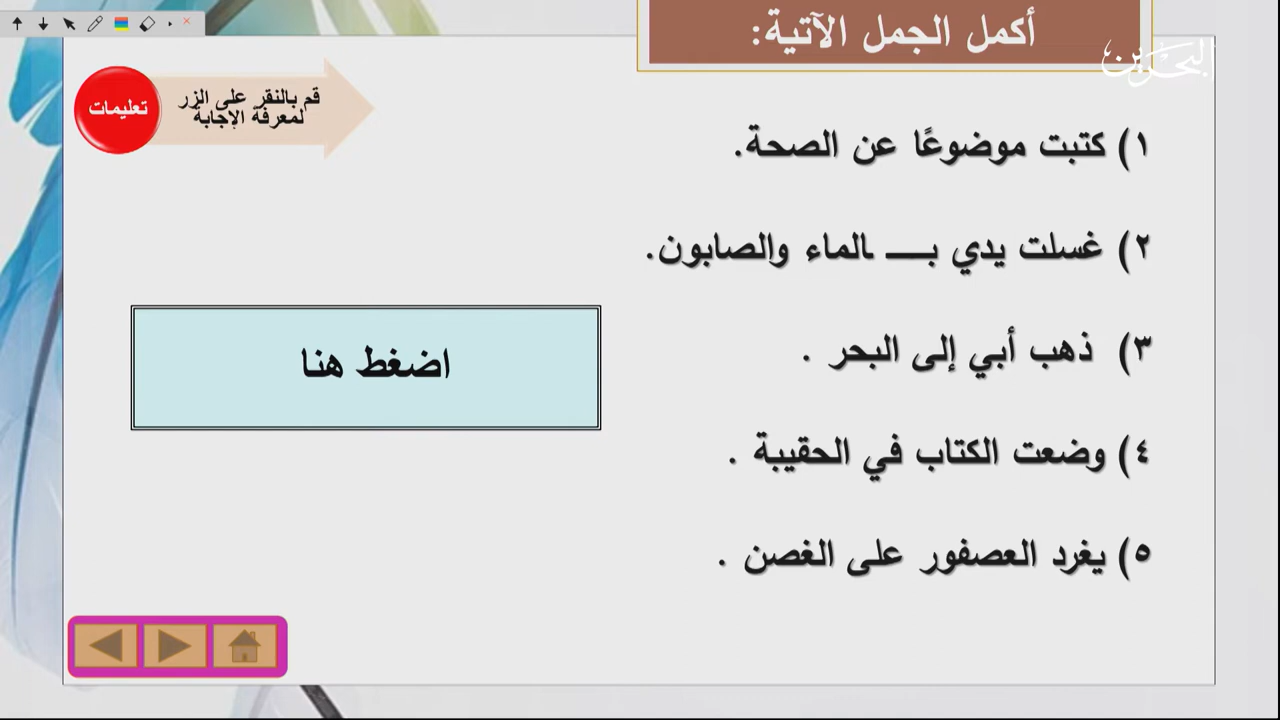 أكمل الجمل الآتية:
البحرين
قم بالنقر على الزر
لمعرفة الإجابة
تعليمات
١) كتبت موضوعًا عن الصحة.
٢) غسلت يدي بـــــ الماء والصابون.
٣) ذهب أبي إلى البحر .
٤) وضعت الكتاب في الحقيبة .
٥) يغرد العصفور على الغصن .
اضغط هنا